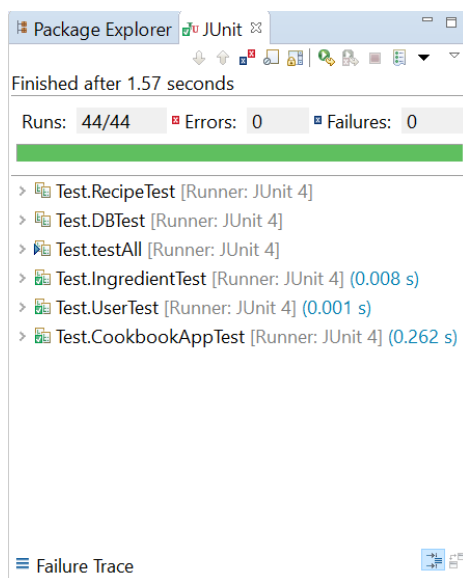 Package Explorer JUnit
Finished after 1.57 seconds
Runs: 44/44 Errors: 0 Failures: 0
Test.RecipeTest [Runner: JUnit 4]
Test.DBTest [Runner: JUnit 4]
Test.testAll [Runner: JUnit 4]
Test.IngredientTest [Runner: JUnit 4] (0.008 s)
Test.UserTest [Runner: JUnit 4] (0.001 s)
Test.CookbookAppTest [Runner: JUnit 4] (0.262 s)
Failure Trace